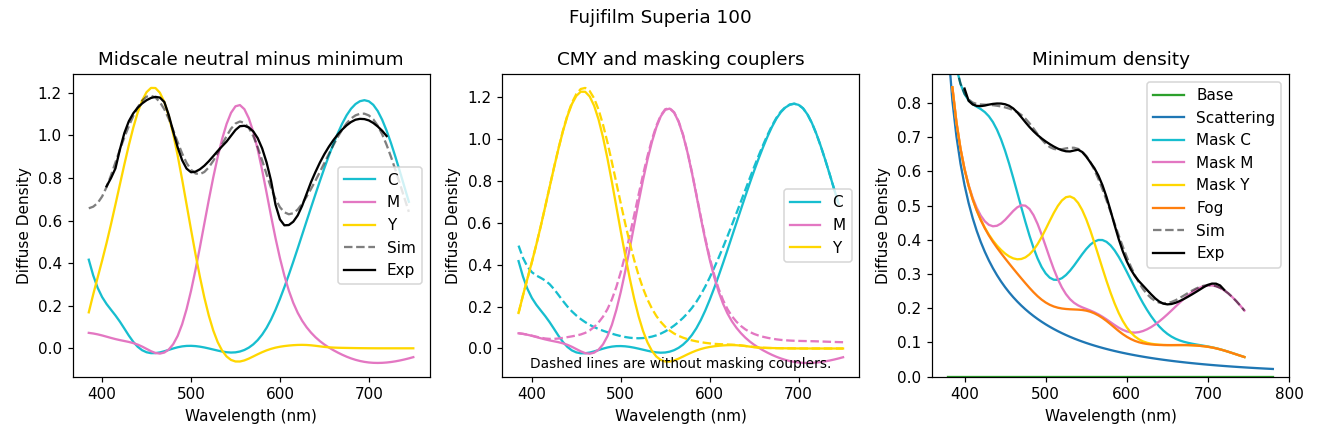 Fujifilm Superia 100
Midscale neutral minus minimum
Diffuse Density
1.2
1.0
0.8
0.6
0.4
0.2
0.0
400
500
600
700
Wavelength (nm)
C
M
Y
Sim
Exp
CMY and masking couplers
Diffuse Density
1.2
1.0
0.8
0.6
0.4
0.2
0.0
400
500
600
700
Wavelength (nm)
C
M
Y
Dashed lines are without masking couplers.
Minimum density
Diffuse Density
0.8
0.7
0.6
0.5
0.4
0.3
0.2
0.1
0.0
400
500
600
700
800
Wavelength (nm)
Base
Scattering
Mask C
Mask M
Mask Y
Fog
Sim
Exp